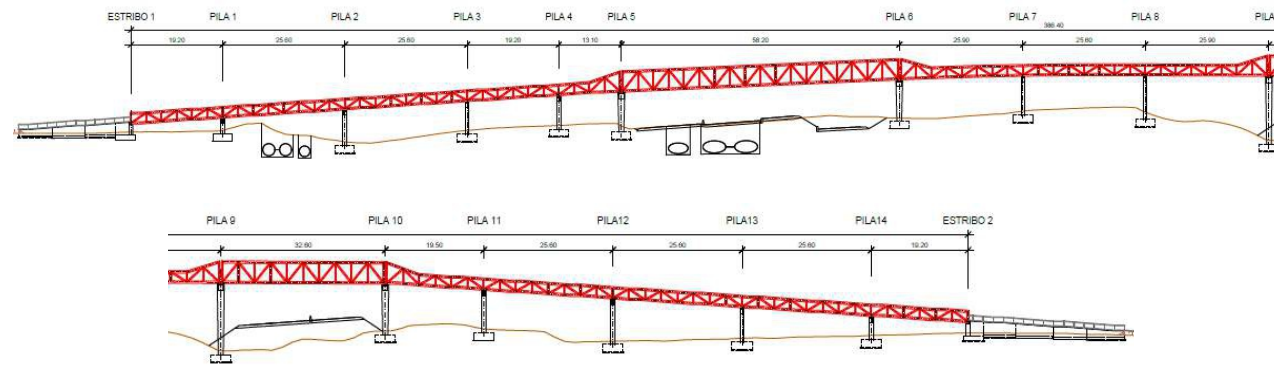 ESTRIBO 1 PILA 1 PILA 2 PILA 3 PILA 4 PILA 5 PILA 6 PILA 7 PILA 8 PILA
386.40
19.20 25.60 25.60 19.20 13.10 58.20 25.90 25.60 25.90
PILA 9 PILA 10 PILA 11 PILA12 PILA13 PILA14 ESTRIBO 2
32.60 19.50 25.60 25.60 25.60 19.20